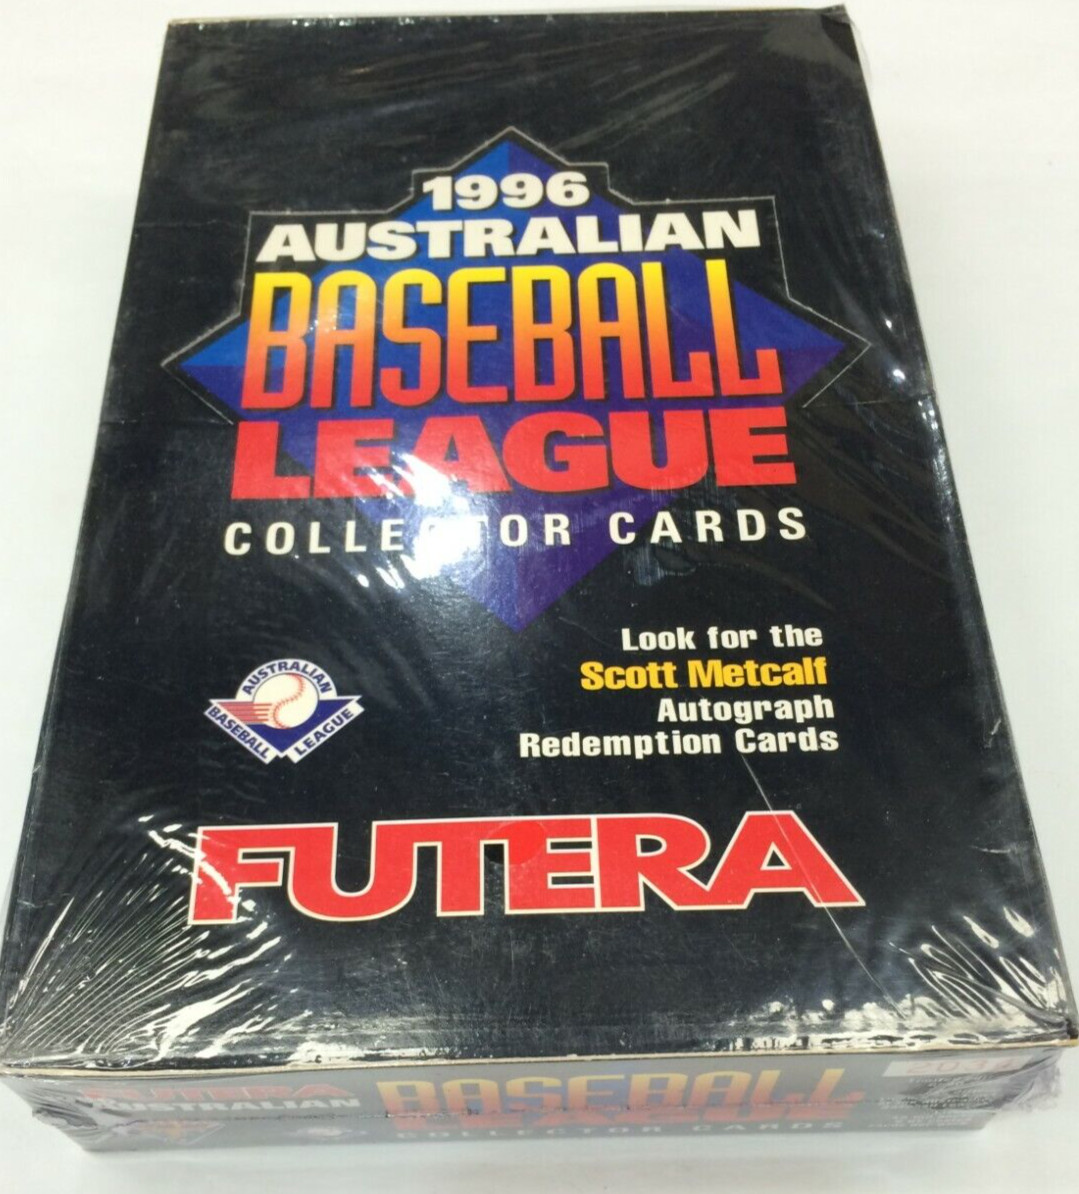 1996
AUSTRALIAN
BASEBALL
LEAGUE
COLLECTOR CARDS
Look for the
Scott Metcalf
Autograph
Redemption Cards
AUSTRALIAN
BASEBALL LEAGUE
FUTERA
FUTERA
AUSTRALIAN
BASEBALL
LEAGUE
COLLECTOR CARDS